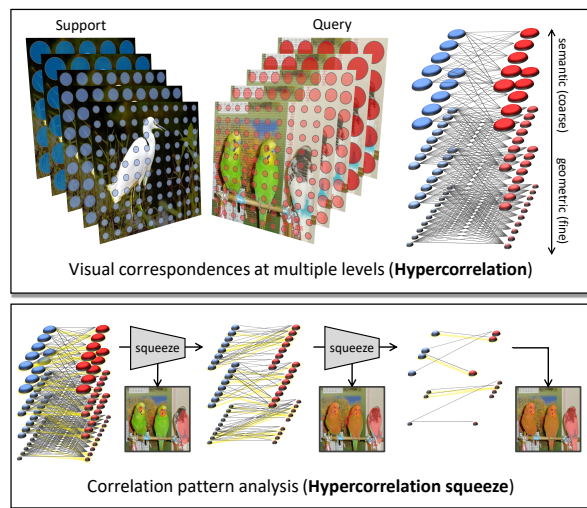 Support
Query
semantic (coarse)
geometric (fine)
Visual correspondences at multiple levels (Hypercorrelation)
squeeze
squeeze
Correlation pattern analysis (Hypercorrelation squeeze)